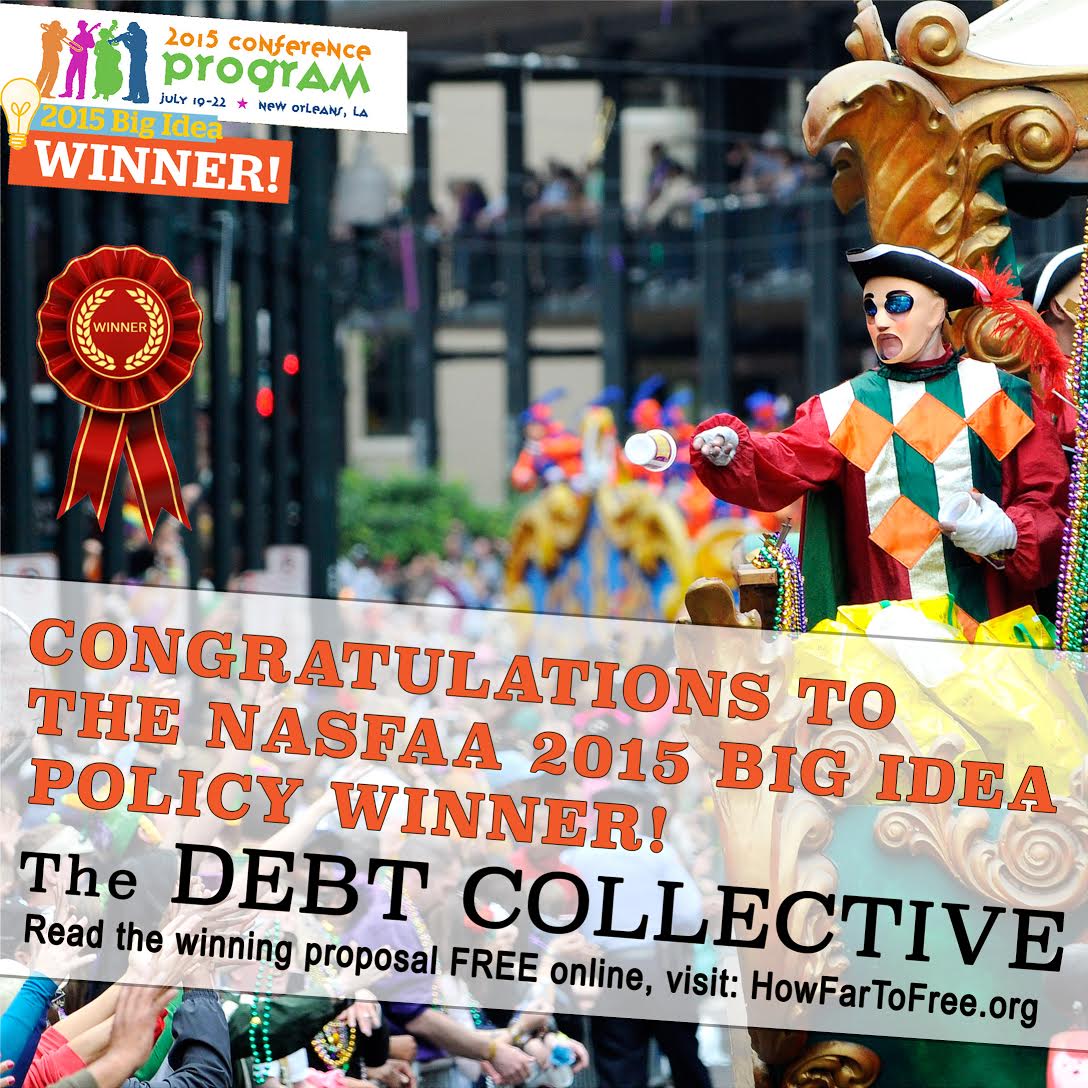 2015 CONFERENCE
PROGRAM
JULY 19-22 ★ NEW ORLEANS, LA
2015 Big Idea
WINNER!
WINNER
CONGRATULATIONS TO
THE NASFAA 2015 BIG IDEA
POLICY WINNER!
The DEBT COLLECTIVE
Read the winning proposal FREE online, visit: HowFarToFree.org